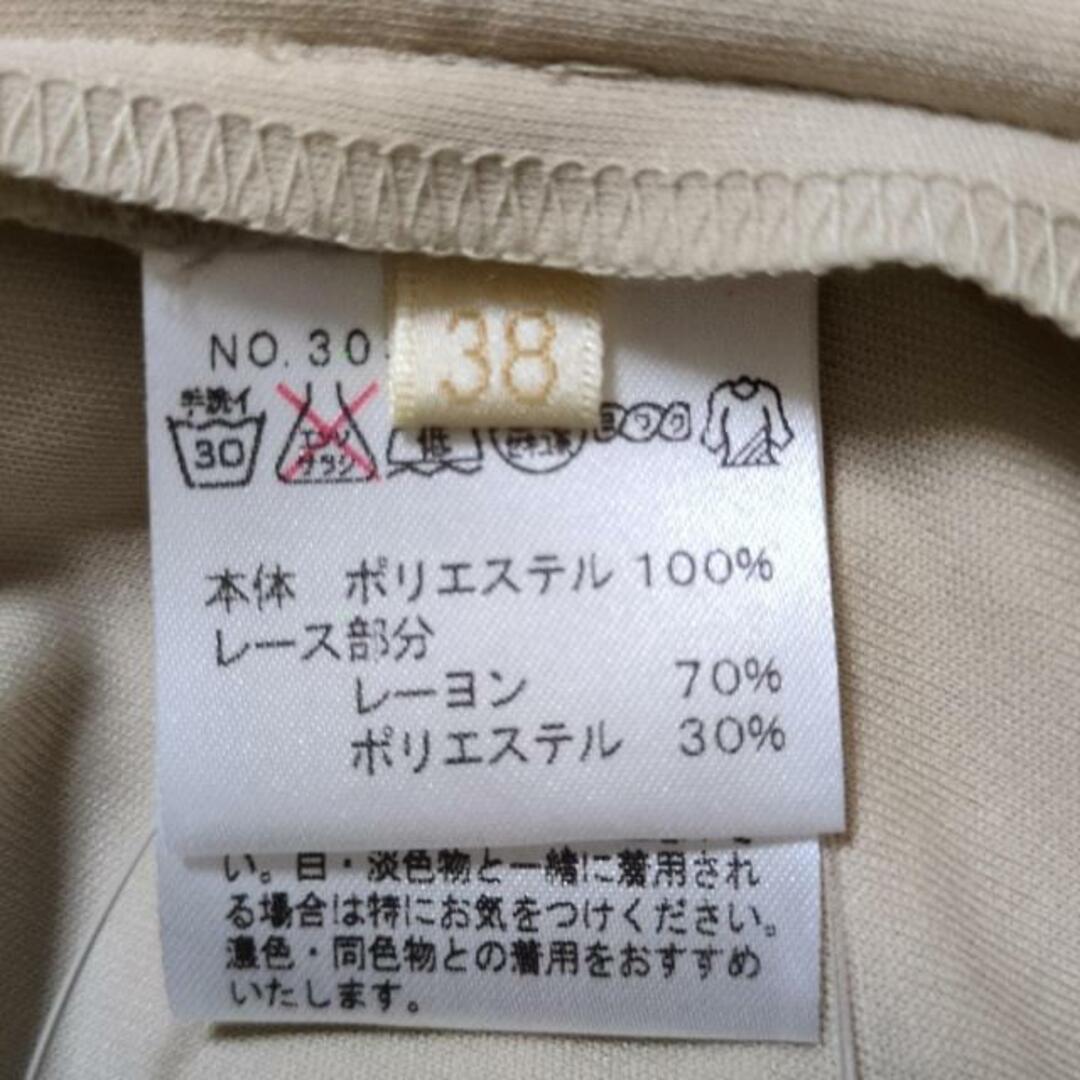 NO. 30
38
手洗イ
30
エンソ
サラシ
低
本体 ポリエステル 100%
レース部分
レーヨン 70%
ポリエステル 30%
い。白・淡色物と一緒に着用され
る場合は特にお気をつけください。
濃色・同色物との着用をおすすめ
いたします。